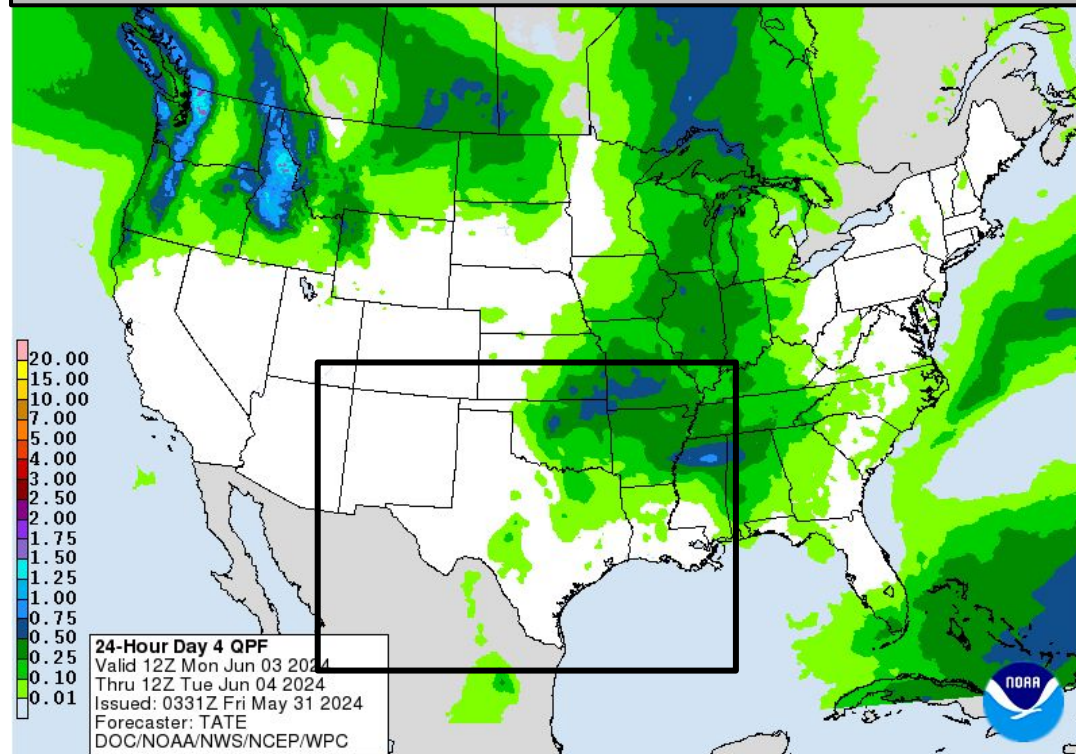 20.00
15.00
10.00
7.00
5.00
4.00
3.00
2.50
2.00
1.75
1.50
1.25
1.00
0.75
0.50
0.25
0.10
0.01
24-Hour Day 4 QPF
Valid 12Z Mon Jun 03 2024
Thru 12Z Tue Jun 04 2024
Issued: 0331Z Fri May 31 2024
Forecaster: TATE
DOC/NOAA/NWS/NCEP/WPC
NOAA